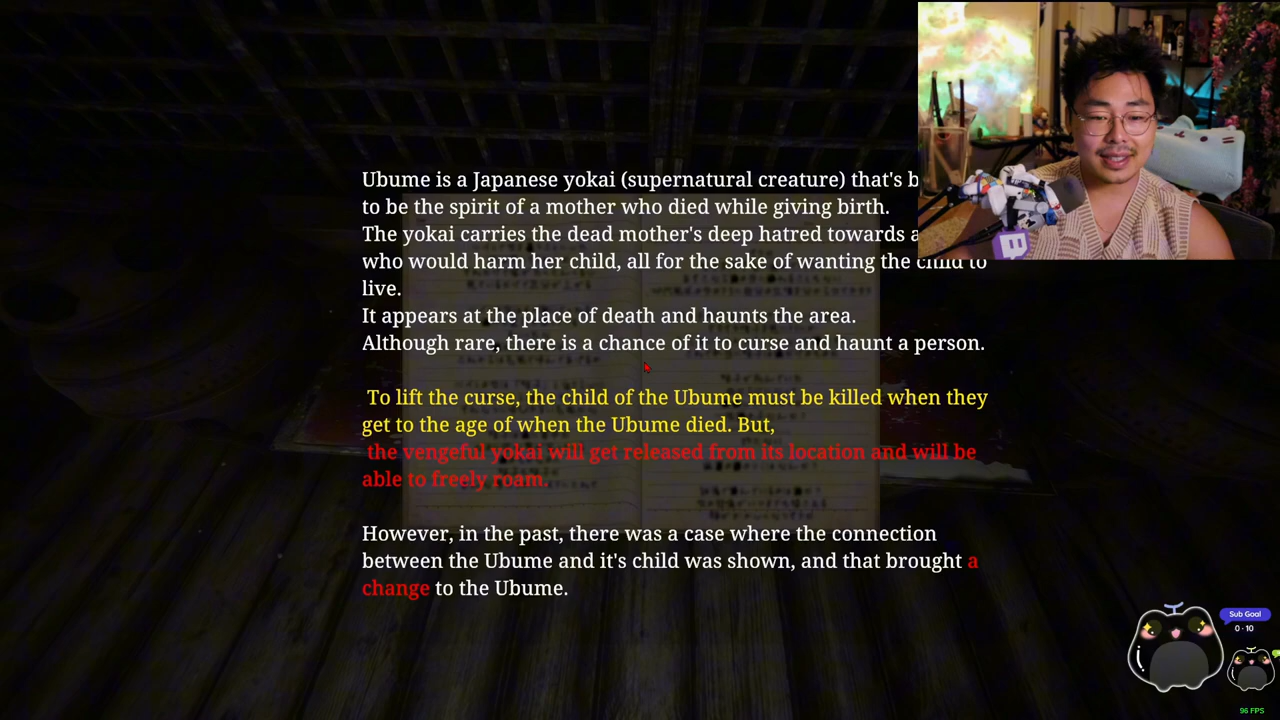 Ubume is a Japanese yokai (supernatural creature) that's
to be the spirit of a mother who died while giving birth.
The yokai carries the dead mother's deep hatred towards
who would harm her child, all for the sake of wanting the child to
live.
It appears at the place of death and haunts the area.
Although rare, there is a chance of it to curse and haunt a person.
To lift the curse, the child of the Ubume must be killed when they
get to the age of when the Ubume died. But,
the vengeful yokai will get released from its location and will be
able to freely roam.
However, in the past, there was a case where the connection
between the Ubume and it's child was shown, and that brought a
change to the Ubume.
Sub Goal
0 - 10
96 FPS